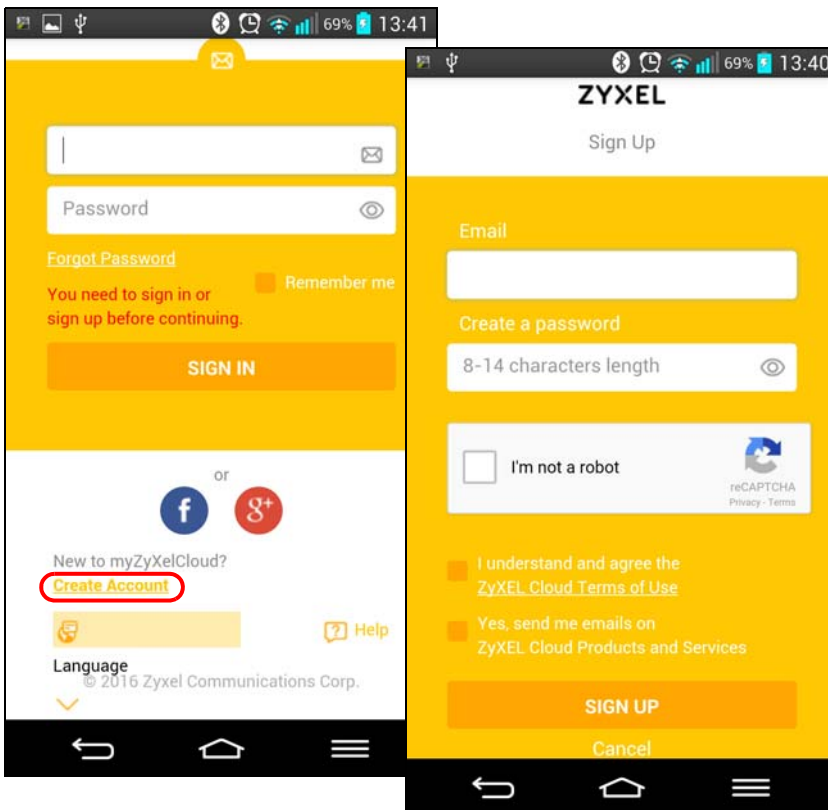 69% 13:41
Password
Forgot Password
Remember me
You need to sign in or
sign up before continuing.
SIGN IN
or
f
g+
New to myZyXelCloud?
Create Account
? Help
Language
© 2016 Zyxel Communications Corp.
69% 13:40
ZYXEL
Sign Up
Email
Create a password
8-14 characters length
I'm not a robot
reCAPTCHA
Privacy - Terms
I understand and agree the
ZyXEL Cloud Terms of Use
Yes, send me emails on
ZyXEL Cloud Products and Services
SIGN UP
Cancel